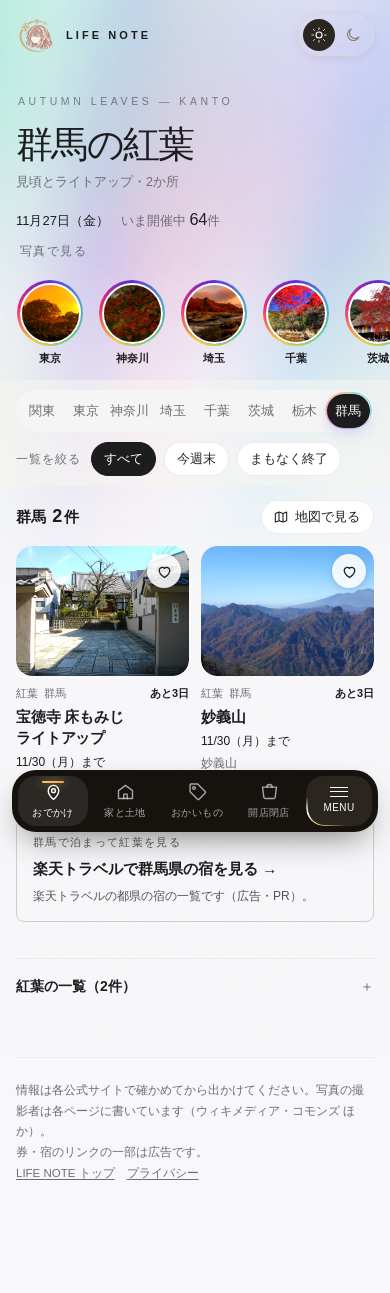 LIFE NOTE
AUTUMN LEAVES — KANTO
群馬の紅葉
見頃とライトアップ・2か所
11月27日（金） いま開催中 64件
写真で見る
東京 神奈川 埼玉 千葉 茨城
関東 東京 神奈川 埼玉 千葉 茨城 栃木 群馬
一覧を絞る すべて 今週末 まもなく終了
群馬 2件 地図で見る
紅葉 群馬 あと3日
宝徳寺 床もみじ
ライトアップ
11/30（月）まで
紅葉 群馬 あと3日
妙義山
11/30（月）まで
妙義山
おでかけ 家と土地 おかいもの 開店閉店 MENU
群馬で泊まって紅葉を見る
楽天トラベルで群馬県の宿を見る →
楽天トラベルの都県の宿の一覧です（広告・PR）。
紅葉の一覧（2件） +
情報は各公式サイトで確かめてから出かけてください。写真の撮
影者は各ページに書いています（ウィキメディア・コモンズ ほ
か）。
券・宿のリンクの一部は広告です。
LIFE NOTE トップ プライバシー